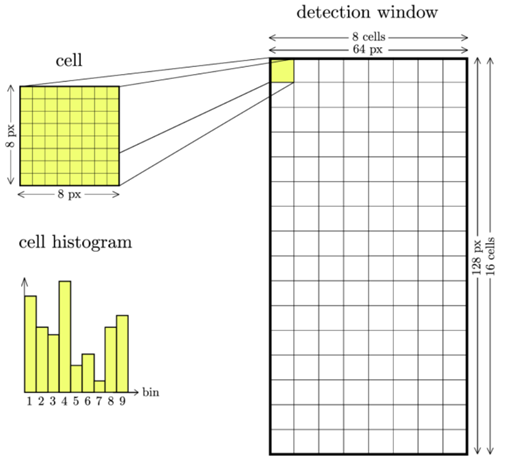 detection window
8 cells
64 px
cell
8 px
8 px
128 px
16 cells
cell histogram
bin
1 2 3 4 5 6 7 8 9